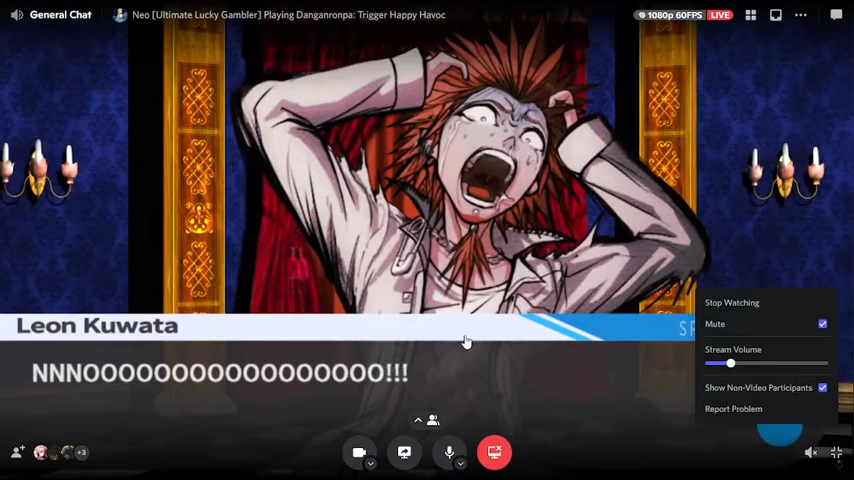 General Chat
Neo [Ultimate Lucky Gambler] Playing Danganronpa: Trigger Happy Havoc
1080p 60FPS LIVE
Leon Kuwata
SP
NNNOOOOOOOOOOOOOOOOO!!!
Stop Watching
Mute
Stream Volume
Show Non-Video Participants
Report Problem
+3